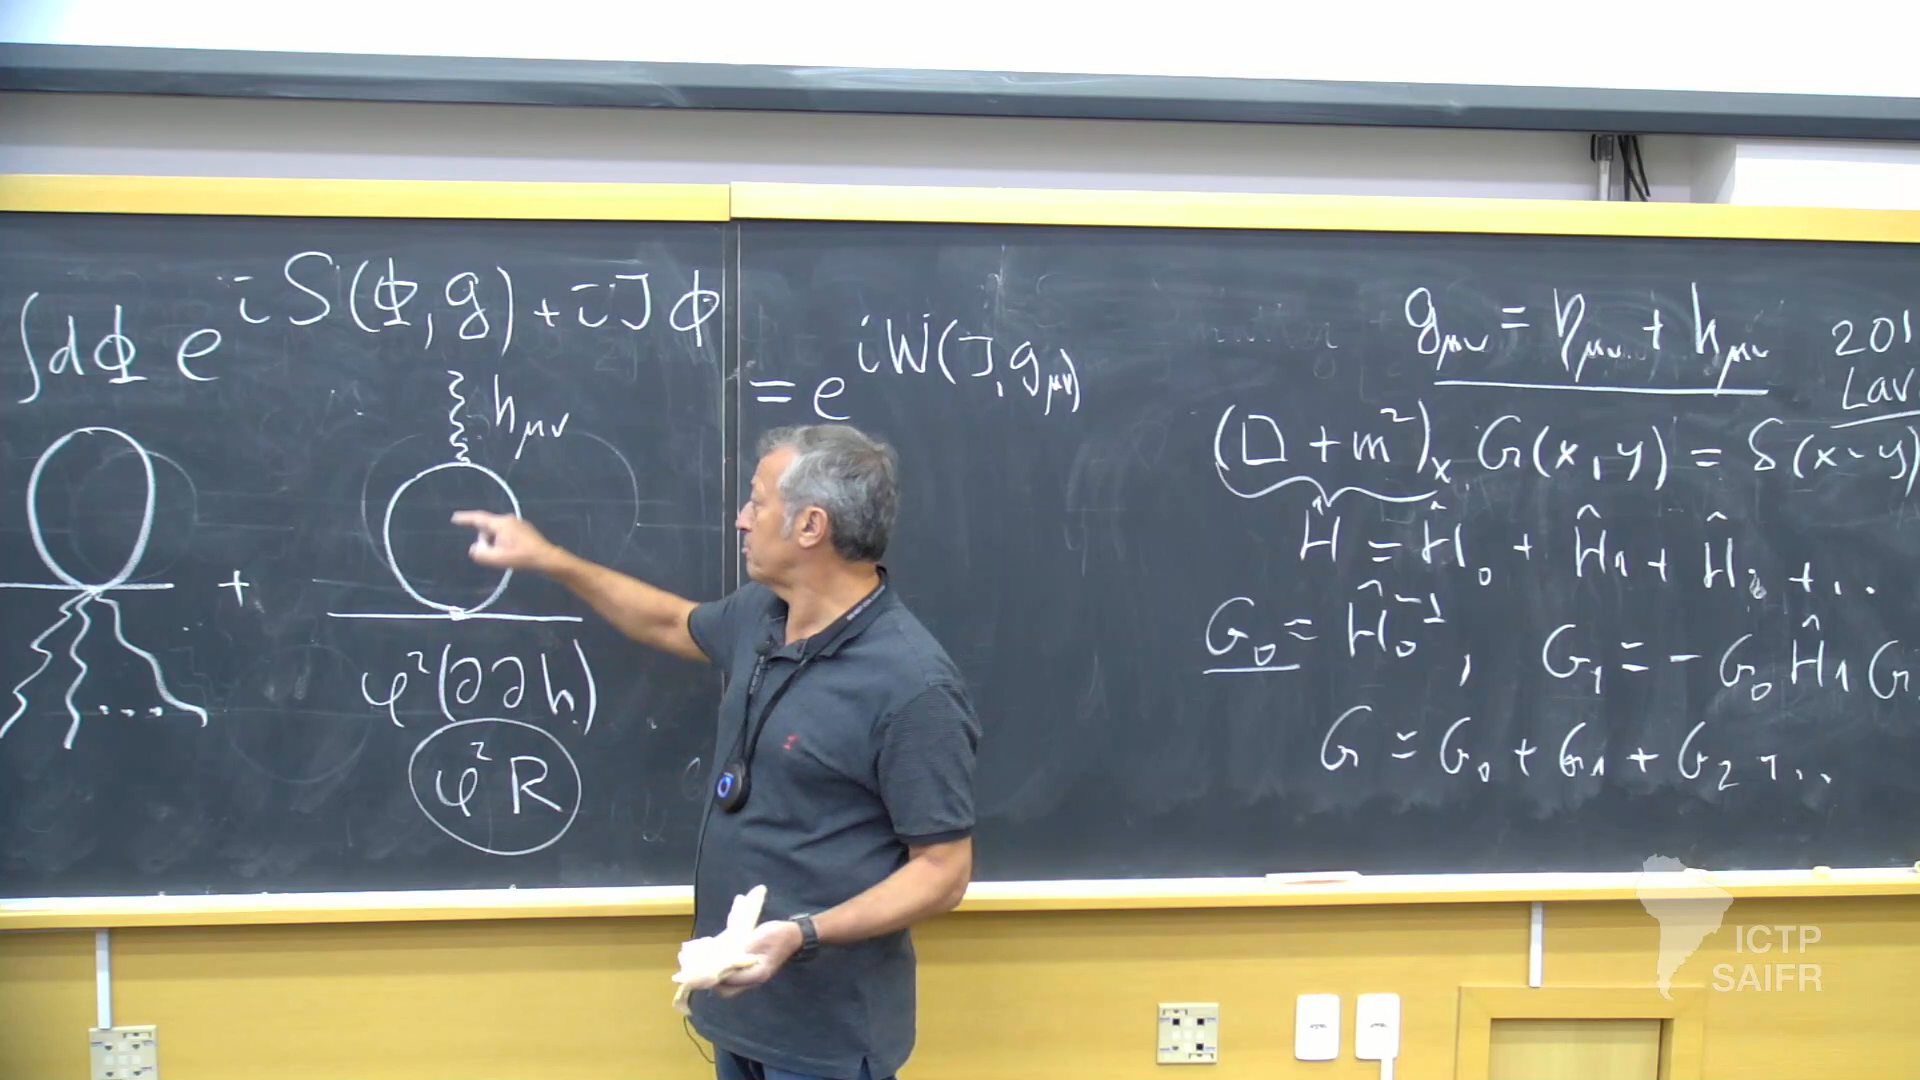 ∫dϕ e^{iS(ϕ,g) + iJϕ} = e^{iW(J, g_{μν})}
h_{μν}
+
φ²(∂∂h)
φ²R
g_{μν} = η_{μν} + h_{μν}
201
Lav
(□ + m²)_x G(x,y) = δ(x-y)
Ĥ = Ĥ_0 + Ĥ_1 + Ĥ_2 + ...
G_0 = Ĥ_0^{-1}, G_1 = - G_0 Ĥ_1 G
G = G_0 + G_1 + G_2 + ...
ICTP
SAIFR